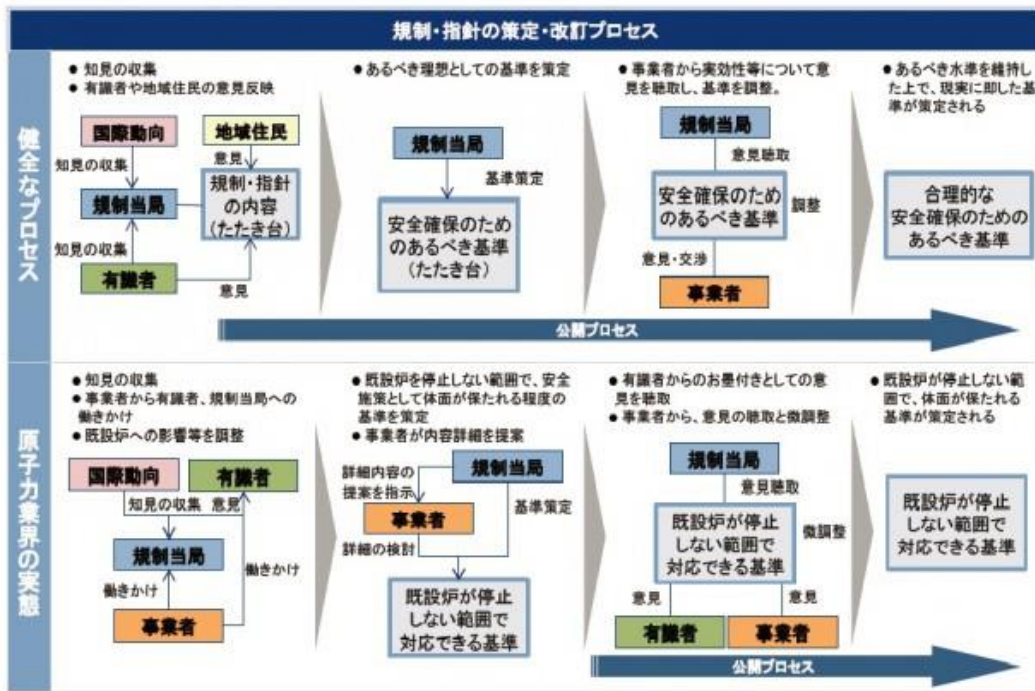 規制・指針の策定・改訂プロセス
健全なプロセス
● 知見の収集
● 有識者や地域住民の意見反映
国際動向
地域住民
知見の収集
意見
規制当局
規制・指針
の内容
(たたき台)
知見の収集
有識者
意見
● あるべき理想としての基準を策定
規制当局
基準策定
安全確保のため
のあるべき基準
(たたき台)
● 事業者から実効性等について意
見を聴取し、基準を調整。
規制当局
意見聴取
安全確保のため
のあるべき基準
調整
意見・交渉
事業者
● あるべき水準を維持し
た上で、現実に即した基
準が策定される
合理的な
安全確保のための
あるべき基準
公開プロセス
原子力業界の実態
● 知見の収集
● 事業者から有識者、規制当局への
働きかけ
● 既設炉への影響等を調整
国際動向
有識者
知見の収集
意見
規制当局
働きかけ
働きかけ
事業者
● 既設炉を停止しない範囲で、安全
施策として体面が保たれる程度の
基準を策定
● 事業者が内容詳細を提案
詳細内容の
提案を指示
規制当局
事業者
基準策定
詳細の検討
既設炉が停止
しない範囲で
対応できる基準
● 有識者からのお墨付きとしての意
見を聴取
● 事業者から、意見の聴取と微調整
規制当局
意見聴取
既設炉が停止
しない範囲で
対応できる基準
微調整
意見
意見
有識者
事業者
● 既設炉が停止しない範
囲で、体面が保たれる
基準が策定される
既設炉が停止
しない範囲で
対応できる基準
公開プロセス